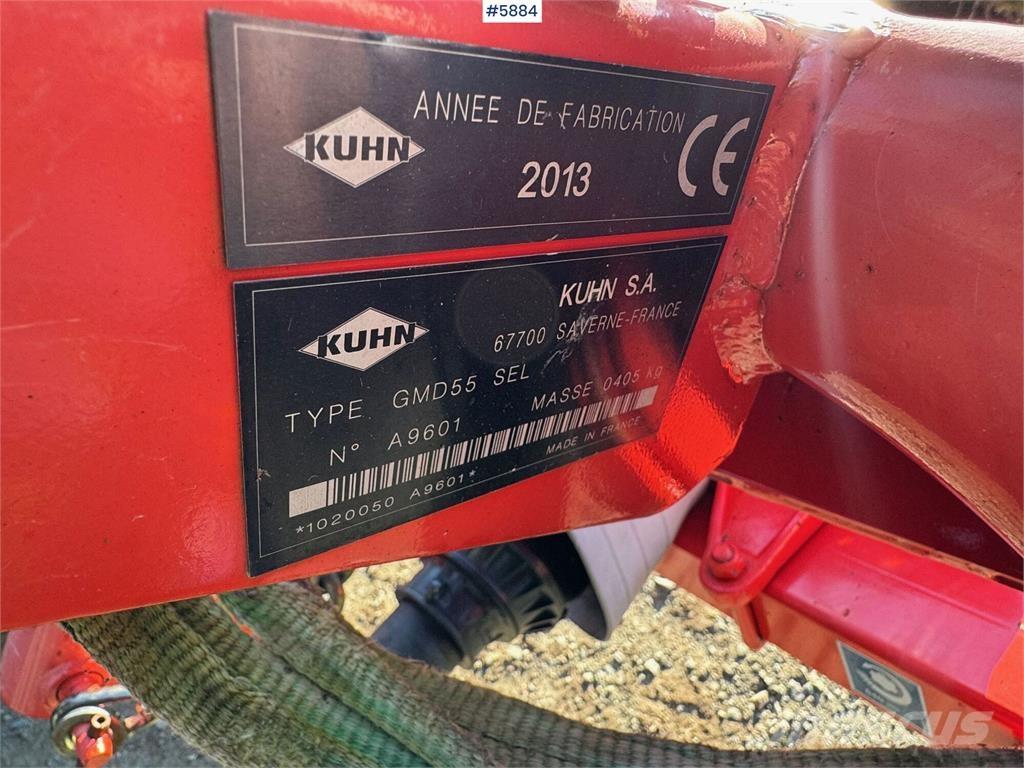 #5884
KUHN
ANNEE DE FABRICATION
2013
CE
KUHN
KUHN S.A.
67700 SAVERNE-FRANCE
TYPE GMD55 SEL
N° A9601 MASSE 0405 kg
*1020050 A9601*
MADE IN FRANCE